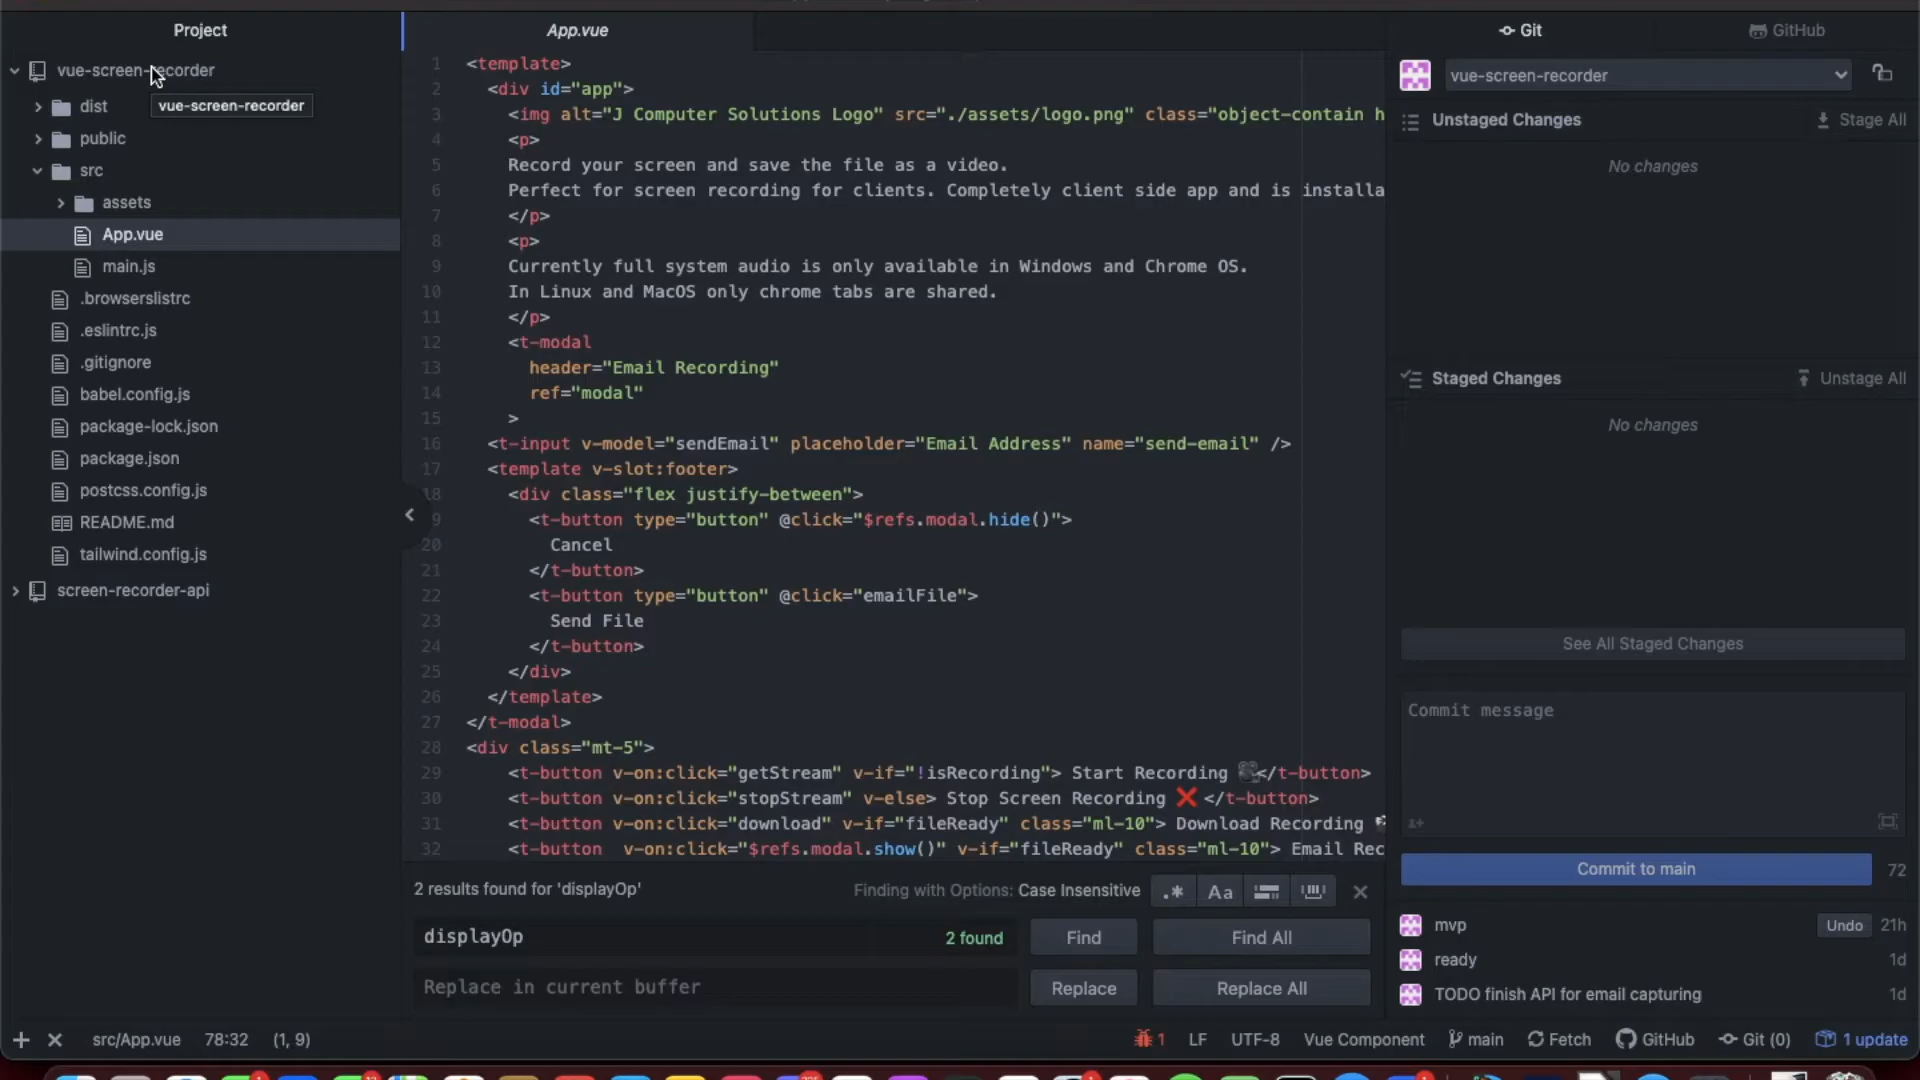 Project
vue-screen-recorder
dist
vue-screen-recorder
public
src
assets
App.vue
main.js
.browserslistrc
.eslintrc.js
.gitignore
babel.config.js
package-lock.json
package.json
postcss.config.js
README.md
tailwind.config.js
screen-recorder-api
App.vue
1 <template>
2 <div id="app">
3 <img alt="J Computer Solutions Logo" src="./assets/logo.png" class="object-contain h
4 <p>
5 Record your screen and save the file as a video.
6 Perfect for screen recording for clients. Completely client side app and is installa
7 </p>
8 <p>
9 Currently full system audio is only available in Windows and Chrome OS.
10 In Linux and MacOS only chrome tabs are shared.
11 </p>
12 <t-modal
13 header="Email Recording"
14 ref="modal"
15 >
16 <t-input v-model="sendEmail" placeholder="Email Address" name="send-email" />
17 <template v-slot:footer>
18 <div class="flex justify-between">
9 <t-button type="button" @click="$refs.modal.hide()">
20 Cancel
21 </t-button>
22 <t-button type="button" @click="emailFile">
23 Send File
24 </t-button>
25 </div>
26 </template>
27 </t-modal>
28 <div class="mt-5">
29 <t-button v-on:click="getStream" v-if="!isRecording"> Start Recording 🎥</t-button>
30 <t-button v-on:click="stopStream" v-else> Stop Screen Recording ❌ </t-button>
31 <t-button v-on:click="download" v-if="fileReady" class="ml-10"> Download Recording
32 <t-button  v-on:click="$refs.modal.show()" v-if="fileReady" class="ml-10"> Email Rec
2 results found for 'displayOp'
Finding with Options: Case Insensitive
.* Aa
displayOp
2 found
Find
Find All
Replace in current buffer
Replace
Replace All
Git
GitHub
vue-screen-recorder
Unstaged Changes
Stage All
No changes
Staged Changes
Unstage All
No changes
See All Staged Changes
Commit message
Commit to main
72
mvp
Undo
21h
ready
1d
TODO finish API for email capturing
1d
src/App.vue
78:32
(1, 9)
1
LF
UTF-8
Vue Component
main
Fetch
GitHub
Git (0)
1 update